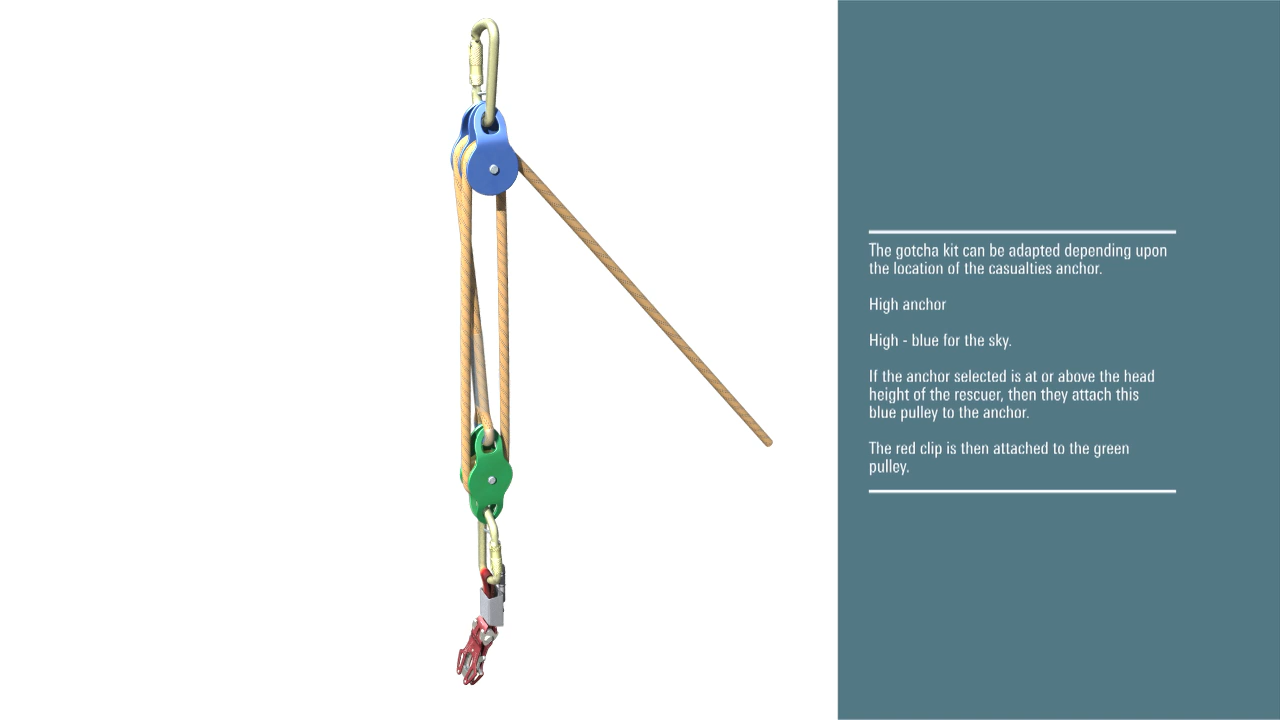 The gotcha kit can be adapted depending upon
the location of the casualties anchor.
High anchor
High - blue for the sky.
If the anchor selected is at or above the head
height of the rescuer, then they attach this
blue pulley to the anchor.
The red clip is then attached to the green
pulley.